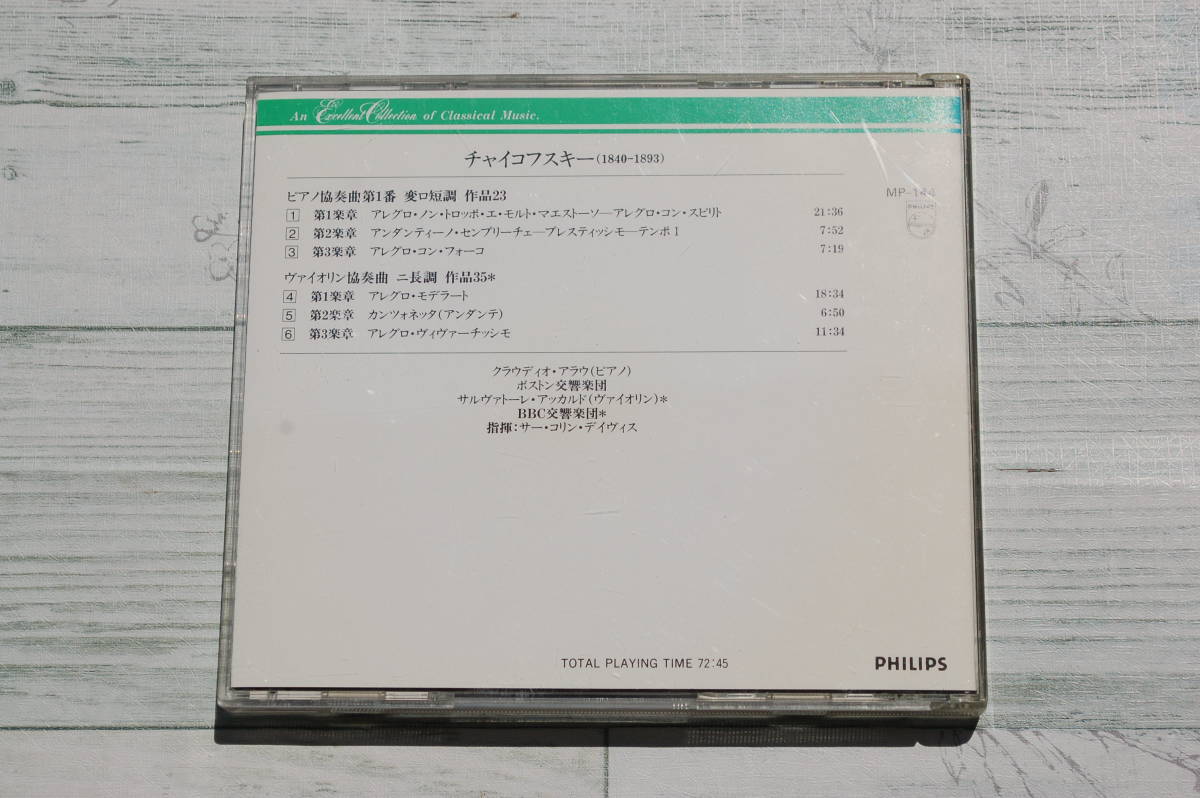 An Excellent Collection of Classical Music.
チャイコフスキー(1840-1893)
MP-144
PHILIPS
ピアノ協奏曲第1番 変ロ短調 作品23
1 第1楽章 アレグロ・ノン・トロッポ・エ・モルト・マエストーソ—アレグロ・コン・スピリト 21:36
2 第2楽章 アンダンティーノ・センプリーチェ—プレスティッシモ—テンポ1 7:52
3 第3楽章 アレグロ・コン・フォーコ 7:19
ヴァイオリン協奏曲 ニ長調 作品35*
4 第1楽章 アレグロ・モデラート 18:34
5 第2楽章 カンツォネッタ(アンダンテ) 6:50
6 第3楽章 アレグロ・ヴィヴァーチッシモ 11:34
クラウディオ・アラウ(ピアノ)
ボストン交響楽団
サルヴァトーレ・アッカルド(ヴァイオリン)*
BBC交響楽団*
指揮:サー・コリン・デイヴィス
TOTAL PLAYING TIME 72:45
PHILIPS